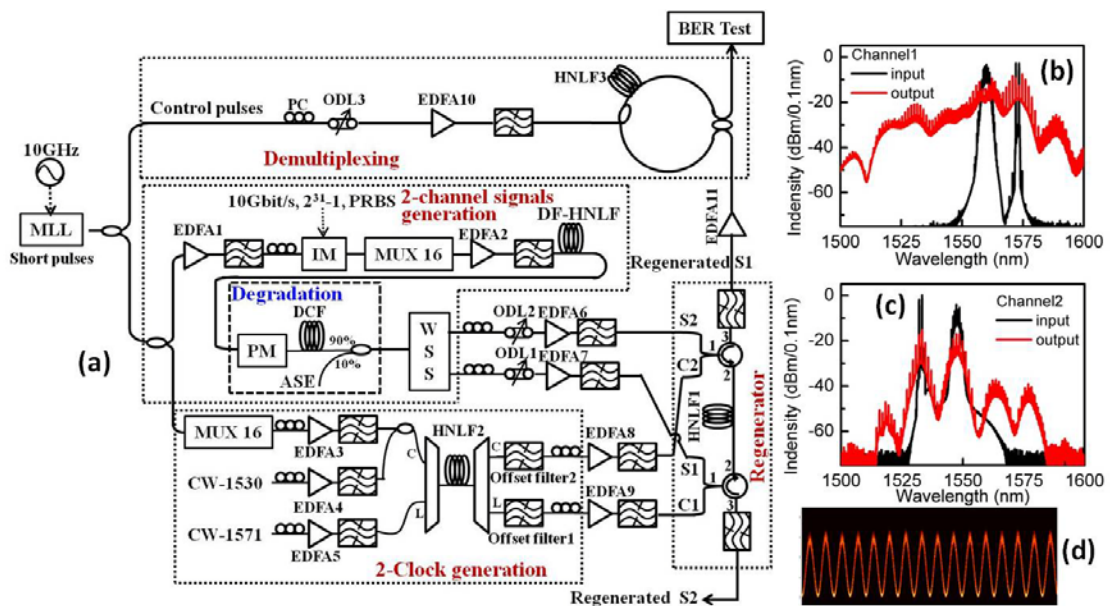 BER Test
HNLF3
Control pulses
PC
ODL3
EDFA10
Demultiplexing
10GHz
MLL
Short pulses
10Gbit/s, 2^31-1, PRBS
2-channel signals
generation
DF-HNLF
EDFA1
IM
MUX 16
EDFA2
EDFA11
Regenerated S1
Degradation
DCF
PM
90%
10%
ASE
(a)
W
S
S
ODL2
EDFA6
S2
ODL1
EDFA7
C2
1
2
3
HNLF1
Regenerator
MUX 16
EDFA3
HNLF2
C
C
EDFA8
Offset filter2
S1
C1
1
2
3
CW-1530
EDFA4
L
L
EDFA9
CW-1571
EDFA5
Offset filter1
2-Clock generation
Regenerated S2
Channel1
input
output
(b)
Indensity (dBm/0.1nm)
0
-20
-40
-60
1500 1525 1550 1575 1600
Wavelength (nm)
(c)
Channel2
input
output
Indensity (dBm/0.1nm)
0
-20
-40
-60
1500 1525 1550 1575 1600
Wavelength (nm)
(d)